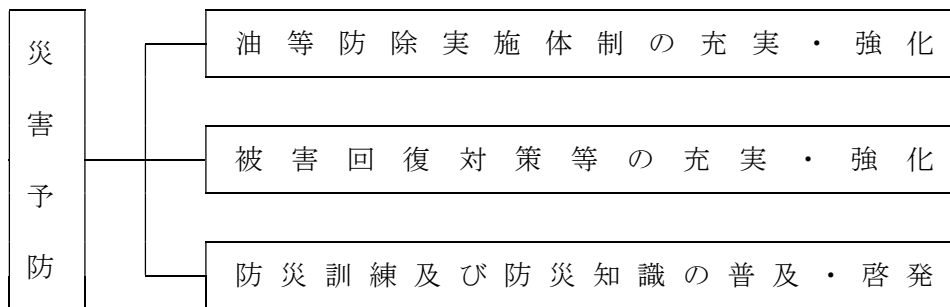 災害予防
油等防除実施体制の充実・強化
被害回復対策等の充実・強化
防災訓練及び防災知識の普及・啓発